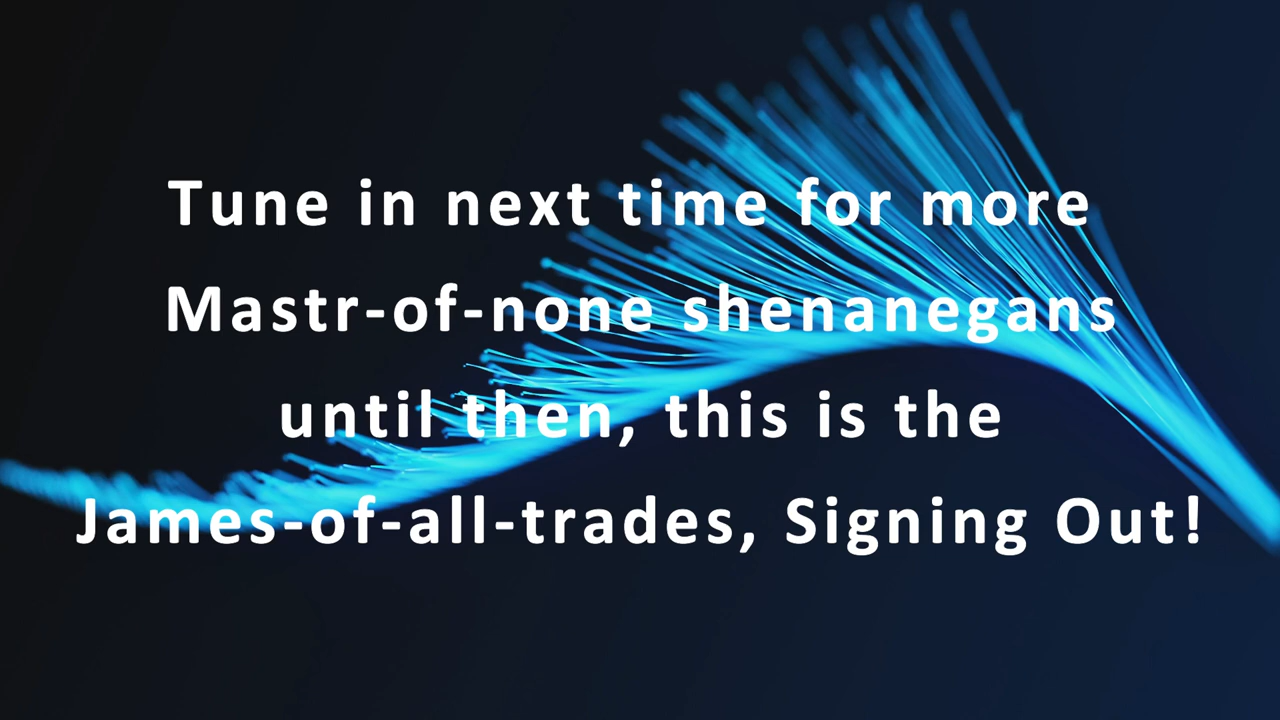 Tune in next time for more
Mastr-of-none shenanegans
until then, this is the
James-of-all-trades, Signing Out!